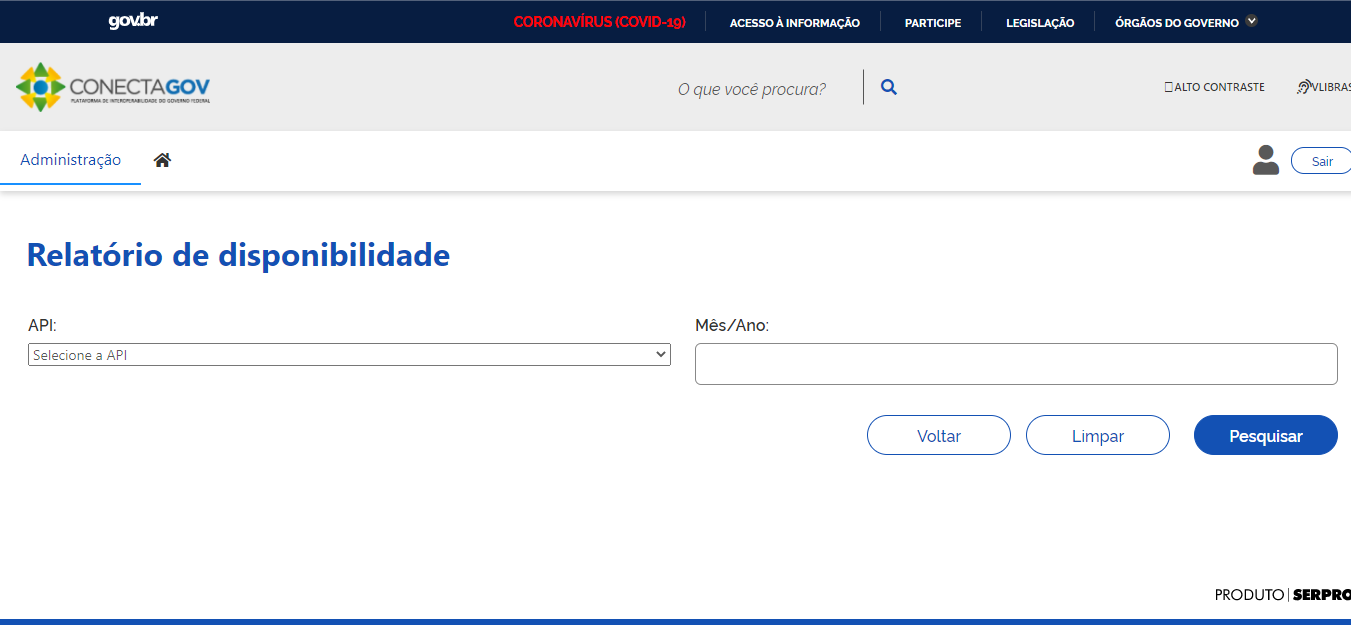 gov.br
CORONAVÍRUS (COVID-19)
ACESSO À INFORMAÇÃO
PARTICIPE
LEGISLAÇÃO
ÓRGÃOS DO GOVERNO
CONECTAGOV
PLATAFORMA DE INTEROPERABILIDADE DO GOVERNO FEDERAL
O que você procura?
ALTO CONTRASTE
VLIBRAS
Administração
Sair
Relatório de disponibilidade
API:
Mês/Ano:
Selecione a API
Voltar
Limpar
Pesquisar
PRODUTO | SERPRO